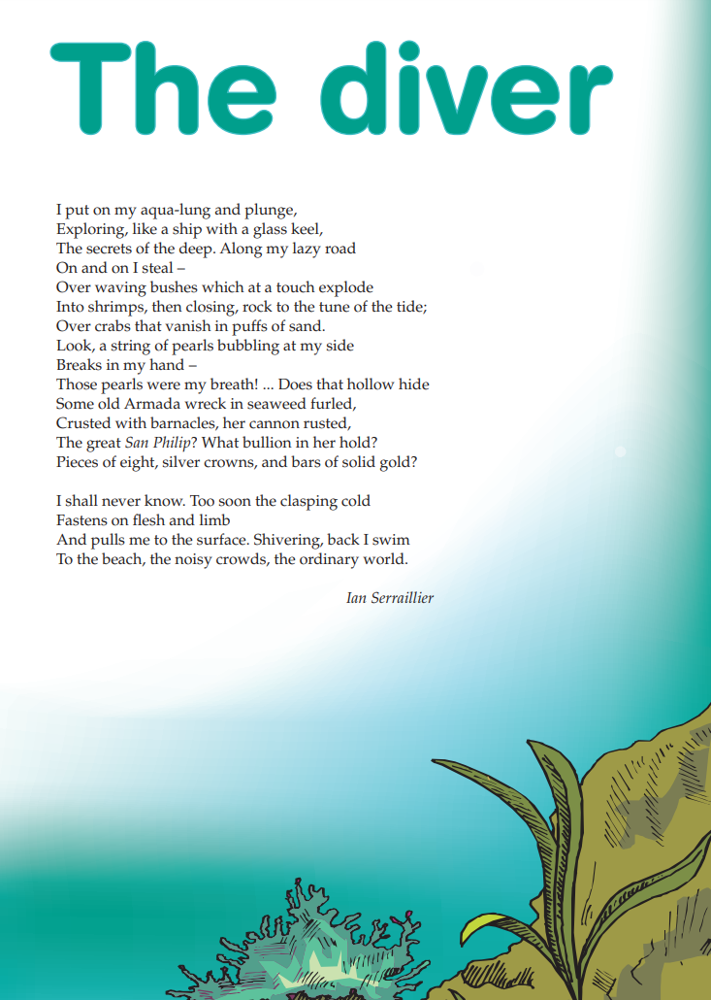 The diver
I put on my aqua-lung and plunge,
Exploring, like a ship with a glass keel,
The secrets of the deep. Along my lazy road
On and on I steal –
Over waving bushes which at a touch explode
Into shrimps, then closing, rock to the tune of the tide;
Over crabs that vanish in puffs of sand.
Look, a string of pearls bubbling at my side
Breaks in my hand –
Those pearls were my breath! ... Does that hollow hide
Some old Armada wreck in seaweed furled,
Crusted with barnacles, her cannon rusted,
The great San Philip? What bullion in her hold?
Pieces of eight, silver crowns, and bars of solid gold?
I shall never know. Too soon the clasping cold
Fastens on flesh and limb
And pulls me to the surface. Shivering, back I swim
To the beach, the noisy crowds, the ordinary world.
Ian Serraillier